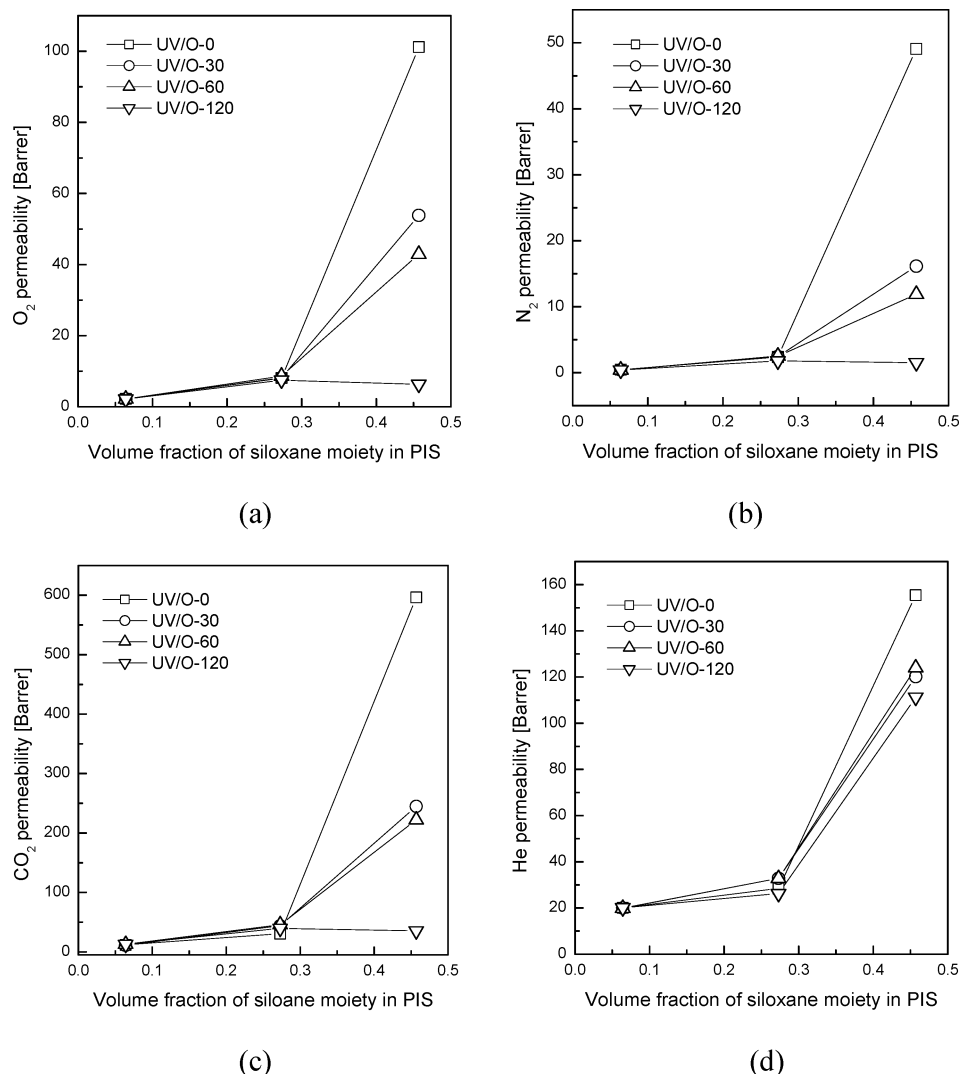 100
80
60
40
20
0
0.0 0.1 0.2 0.3 0.4 0.5
O2 permeability [Barrer]
UV/O-0
UV/O-30
UV/O-60
UV/O-120
Volume fraction of siloxane moiety in PIS
(a)
50
40
30
20
10
0
0.0 0.1 0.2 0.3 0.4 0.5
N2 permeability [Barrer]
UV/O-0
UV/O-30
UV/O-60
UV/O-120
Volume fraction of siloxane moiety in PIS
(b)
600
500
400
300
200
100
0
0.0 0.1 0.2 0.3 0.4 0.5
CO2 permeability [Barrer]
UV/O-0
UV/O-30
UV/O-60
UV/O-120
Volume fraction of siloane moiety in PIS
(c)
160
140
120
100
80
60
40
20
0
0.0 0.1 0.2 0.3 0.4 0.5
He permeability [Barrer]
UV/O-0
UV/O-30
UV/O-60
UV/O-120
Volume fraction of siloxane moiety in PIS
(d)